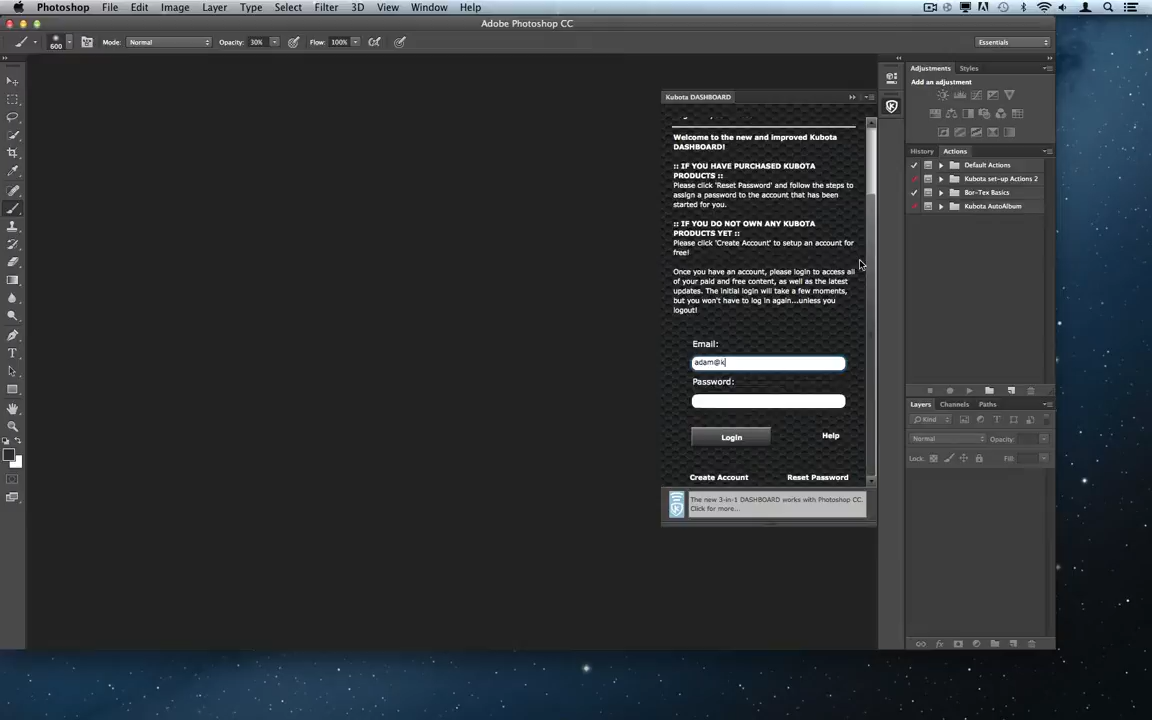 Photoshop File Edit Image Layer Type Select Filter 3D View Window Help
Adobe Photoshop CC
600 Mode: Normal Opacity: 30% Flow: 100% Essentials
Kubota DASHBOARD
Welcome to the new and improved Kubota
DASHBOARD!
:: IF YOU HAVE PURCHASED KUBOTA
PRODUCTS ::
Please click 'Reset Password' and follow the steps to
assign a password to the account that has been
started for you.
:: IF YOU DO NOT OWN ANY KUBOTA
PRODUCTS YET ::
Please click 'Create Account' to setup an account for
free!
Once you have an account, please login to access all
of your paid and free content, as well as the latest
updates. The initial login will take a few moments,
but you won't have to log in again...unless you
logout!
Email:
adam@k
Password:
Login Help
Create Account Reset Password
The new 3-in-1 DASHBOARD works with Photoshop CC.
Click for more...
Adjustments Styles
Add an adjustment
History Actions
Default Actions
Kubota set-up Actions 2
Bor-Tex Basics
Kubota AutoAlbum
Layers Channels Paths
Kind
Normal Opacity:
Lock: Fill: